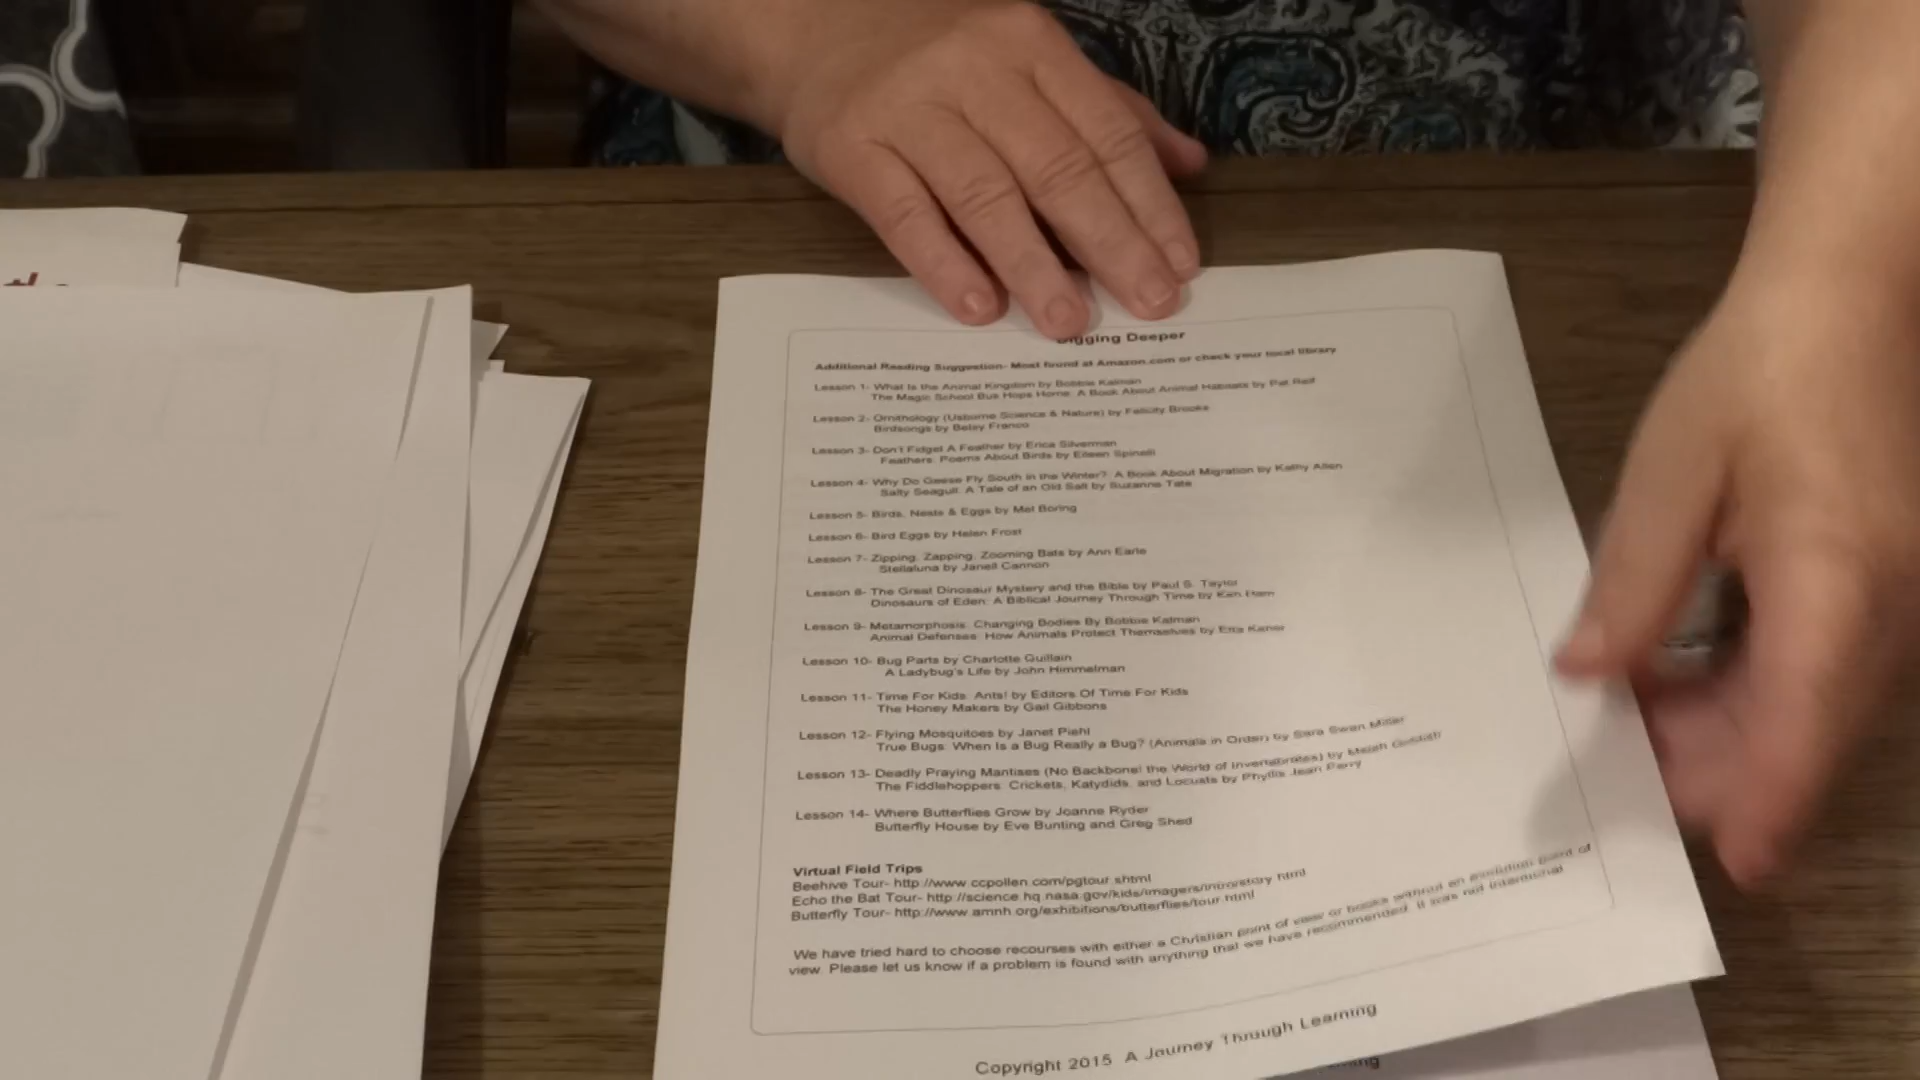 Digging Deeper
Additional Reading Suggestion- Most found at Amazon.com or check your local library
Lesson 1- What Is the Animal Kingdom by Bobbie Kalman
The Magic School Bus Hops Home: A Book About Animal Habitats by Pat Relf
Lesson 2- Ornithology (Usborne Science & Nature) by Felicity Brooks
Birdsongs by Betsy Franco
Lesson 3- Don't Fidget A Feather by Erica Silverman
Feathers: Poems About Birds by Eileen Spinelli
Lesson 4- Why Do Geese Fly South in the Winter?: A Book About Migration by Kathy Allen
Salty Seagull: A Tale of an Old Salt by Suzanne Tate
Lesson 5- Birds, Nests & Eggs by Mel Boring
Lesson 6- Bird Eggs by Helen Frost
Lesson 7- Zipping, Zapping, Zooming Bats by Ann Earle
Stellaluna by Janell Cannon
Lesson 8- The Great Dinosaur Mystery and the Bible by Paul S. Taylor
Dinosaurs of Eden: A Biblical Journey Through Time by Ken Ham
Lesson 9- Metamorphosis: Changing Bodies By Bobbie Kalman
Animal Defenses: How Animals Protect Themselves by Etta Kaner
Lesson 10- Bug Parts by Charlotte Guillain
A Ladybug's Life by John Himmelman
Lesson 11- Time For Kids: Ants! by Editors Of Time For Kids
The Honey Makers by Gail Gibbons
Lesson 12- Flying Mosquitoes by Janet Piehl
True Bugs: When Is a Bug Really a Bug? (Animals in Order) by Sara Swan Miller
Lesson 13- Deadly Praying Mantises (No Backbone! the World of Invertebrates) by Meish Goldish
The Fiddlehoppers: Crickets, Katydids, and Locusts by Phyllis Jean Perry
Lesson 14- Where Butterflies Grow by Joanne Ryder
Butterfly House by Eve Bunting and Greg Shed
Virtual Field Trips
Beehive Tour- http://www.ccpollen.com/pgtour.shtml
Echo the Bat Tour- http://science.hq.nasa.gov/kids/imagers/intro/story.html
Butterfly Tour- http://www.amnh.org/exhibitions/butterflies/tour.html
We have tried hard to choose recourses with either a Christian point of view or books without an evolution point of
view. Please let us know if a problem is found with anything that we have recommended. It was not intentional
Copyright 2015 A Journey Through Learning